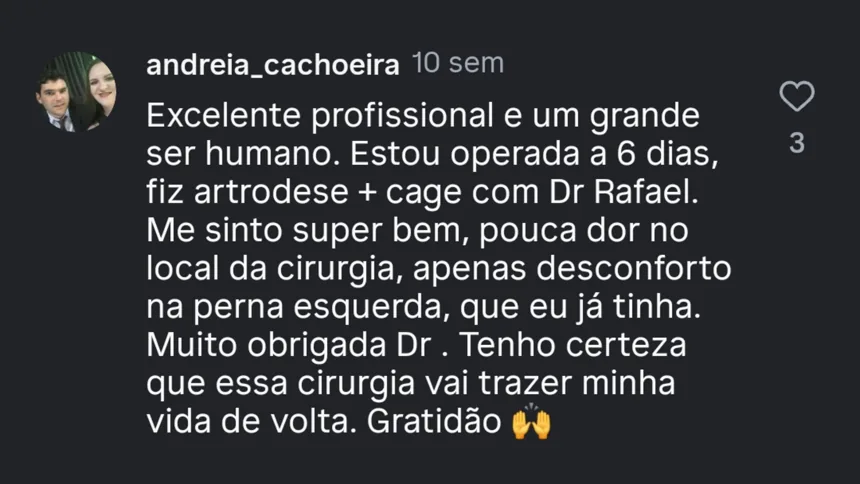 andreia_cachoeira 10 sem
Excelente profissional e um grande
ser humano. Estou operada a 6 dias,
fiz artrodese + cage com Dr Rafael.
Me sinto super bem, pouca dor no
local da cirurgia, apenas desconforto
na perna esquerda, que eu já tinha.
Muito obrigada Dr . Tenho certeza
que essa cirurgia vai trazer minha
vida de volta. Gratidão 🙌
3